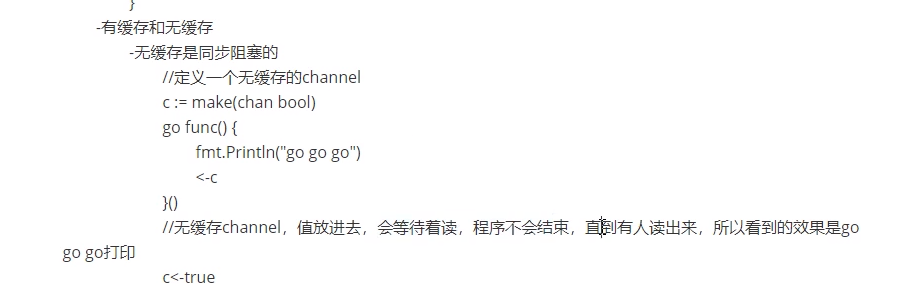 }
-有缓存和无缓存
-无缓存是同步阻塞的
//定义一个无缓存的channel
c := make(chan bool)
go func() {
fmt.Println("go go go")
<-c
}()
//无缓存channel，值放进去，会等待着读，程序不会结束，直到有人读出来，所以看到的效果是go
go go打印
c<-true